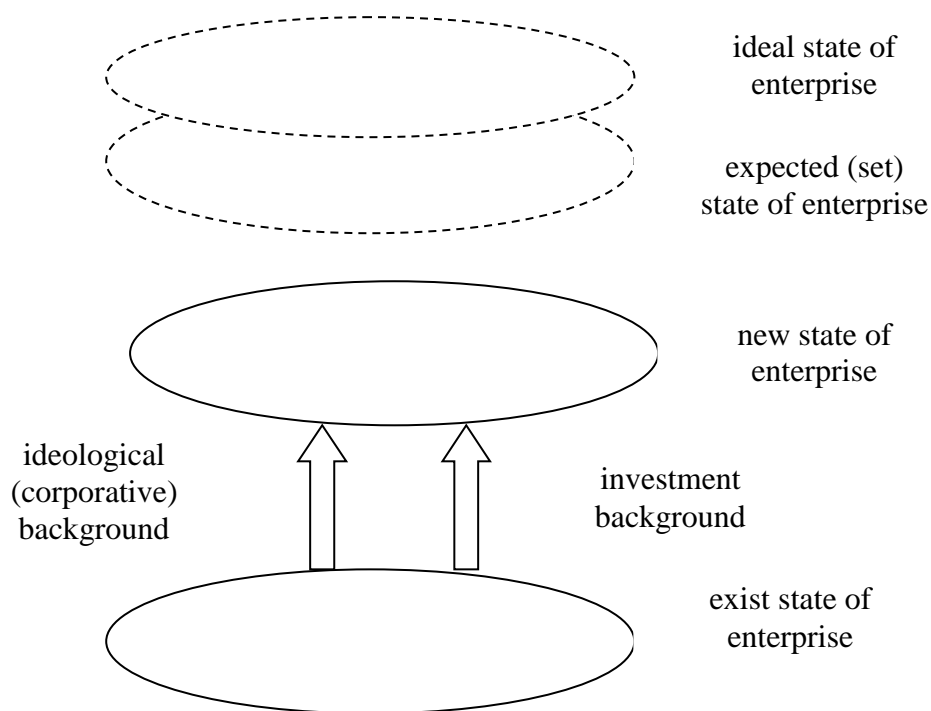 ideal state of
enterprise
expected (set)
state of enterprise
new state of
enterprise
ideological
(corporative)
background
investment
background
exist state of
enterprise